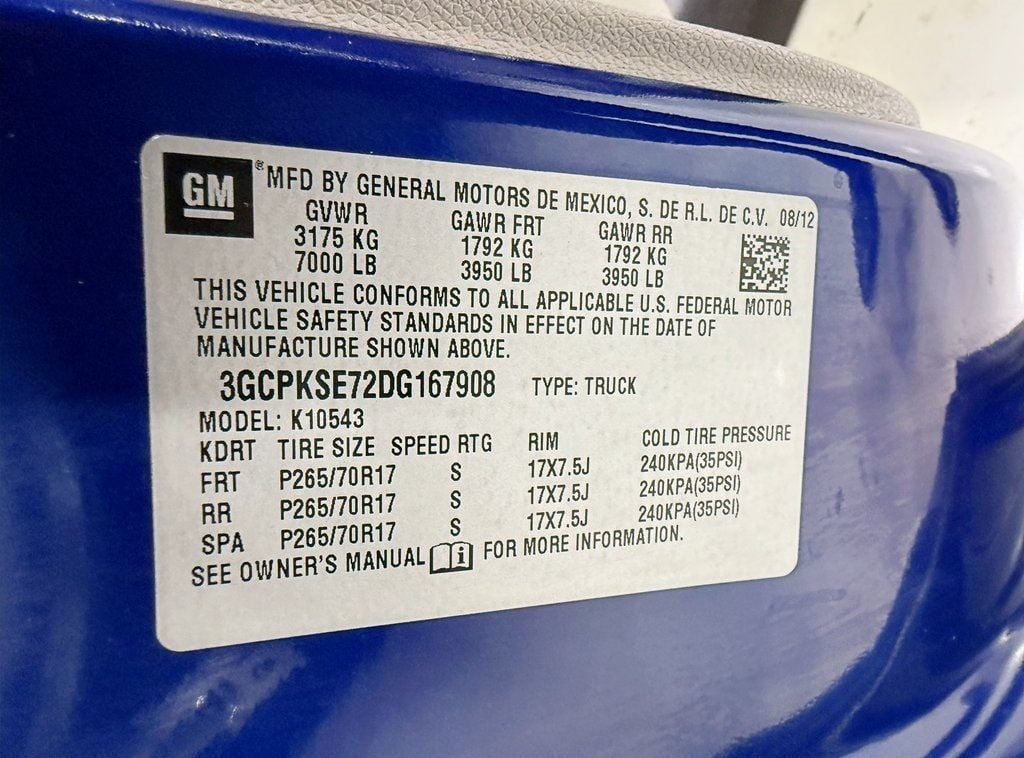 GM ® MFD BY GENERAL MOTORS DE MEXICO, S. DE R.L. DE C.V. 08/12
GVWR GAWR FRT GAWR RR
3175 KG 1792 KG 1792 KG
7000 LB 3950 LB 3950 LB
THIS VEHICLE CONFORMS TO ALL APPLICABLE U.S. FEDERAL MOTOR
VEHICLE SAFETY STANDARDS IN EFFECT ON THE DATE OF
MANUFACTURE SHOWN ABOVE.
3GCPKSE72DG167908 TYPE: TRUCK
MODEL: K10543
KDRT TIRE SIZE SPEED RTG RIM COLD TIRE PRESSURE
FRT P265/70R17 S 17X7.5J 240KPA(35PSI)
RR P265/70R17 S 17X7.5J 240KPA(35PSI)
SPA P265/70R17 S 17X7.5J 240KPA(35PSI)
SEE OWNER'S MANUAL i FOR MORE INFORMATION.